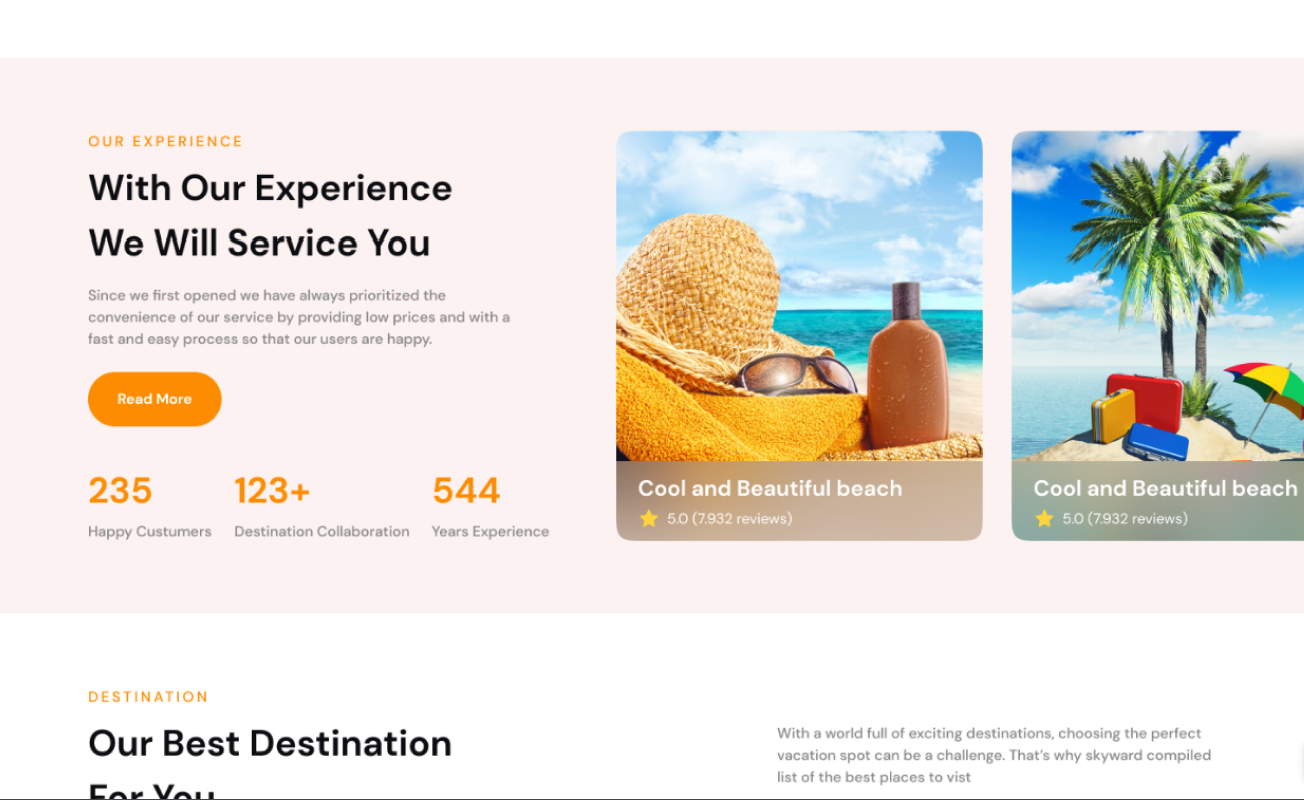 OUR EXPERIENCE
With Our Experience
We Will Service You
Since we first opened we have always prioritized the
convenience of our service by providing low prices and with a
fast and easy process so that our users are happy.
Read More
235
Happy Custumers
123+
Destination Collaboration
544
Years Experience
Cool and Beautiful beach
5.0 (7.932 reviews)
Cool and Beautiful beach
5.0 (7.932 reviews)
DESTINATION
Our Best Destination
For You
With a world full of exciting destinations, choosing the perfect
vacation spot can be a challenge. That’s why skyward compiled
list of the best places to vist